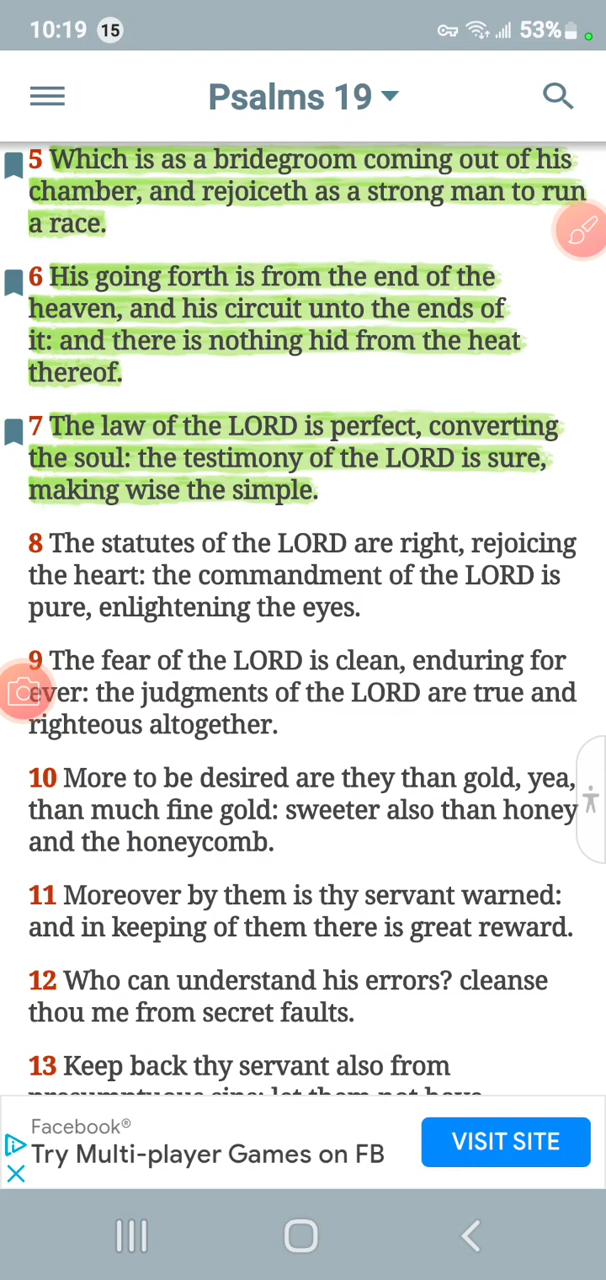 10:19 15 53%
Psalms 19
5 Which is as a bridegroom coming out of his
chamber, and rejoiceth as a strong man to run
a race.
6 His going forth is from the end of the
heaven, and his circuit unto the ends of
it: and there is nothing hid from the heat
thereof.
7 The law of the LORD is perfect, converting
the soul: the testimony of the LORD is sure,
making wise the simple.
8 The statutes of the LORD are right, rejoicing
the heart: the commandment of the LORD is
pure, enlightening the eyes.
9 The fear of the LORD is clean, enduring for
ever: the judgments of the LORD are true and
righteous altogether.
10 More to be desired are they than gold, yea,
than much fine gold: sweeter also than honey
and the honeycomb.
11 Moreover by them is thy servant warned:
and in keeping of them there is great reward.
12 Who can understand his errors? cleanse
thou me from secret faults.
13 Keep back thy servant also from
presumptuous sins: let them not have
Facebook®
Try Multi-player Games on FB
VISIT SITE